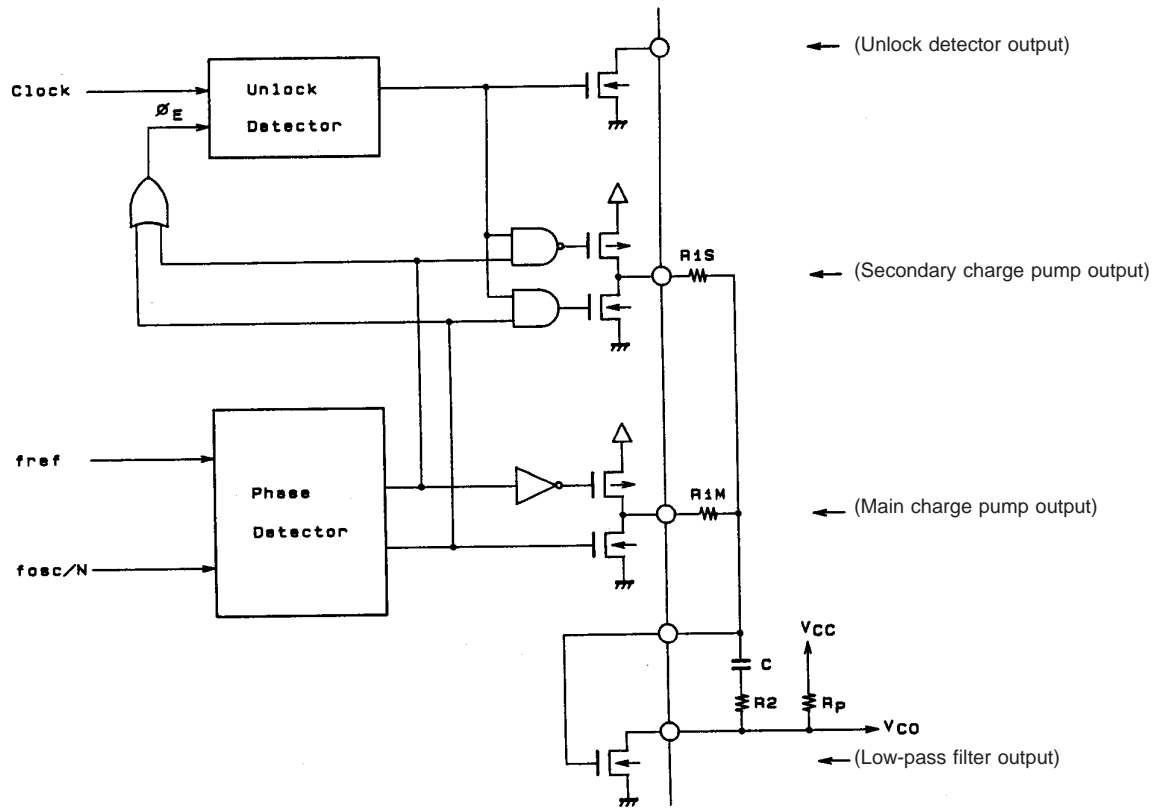 (Unlock detector output)
Clock
Unlock
Detector
ØE
R1S
(Secondary charge pump output)
fref
Phase
Detector
R1M
(Main charge pump output)
fosc/N
VCC
C
R2
Rp
VCO
(Low-pass filter output)